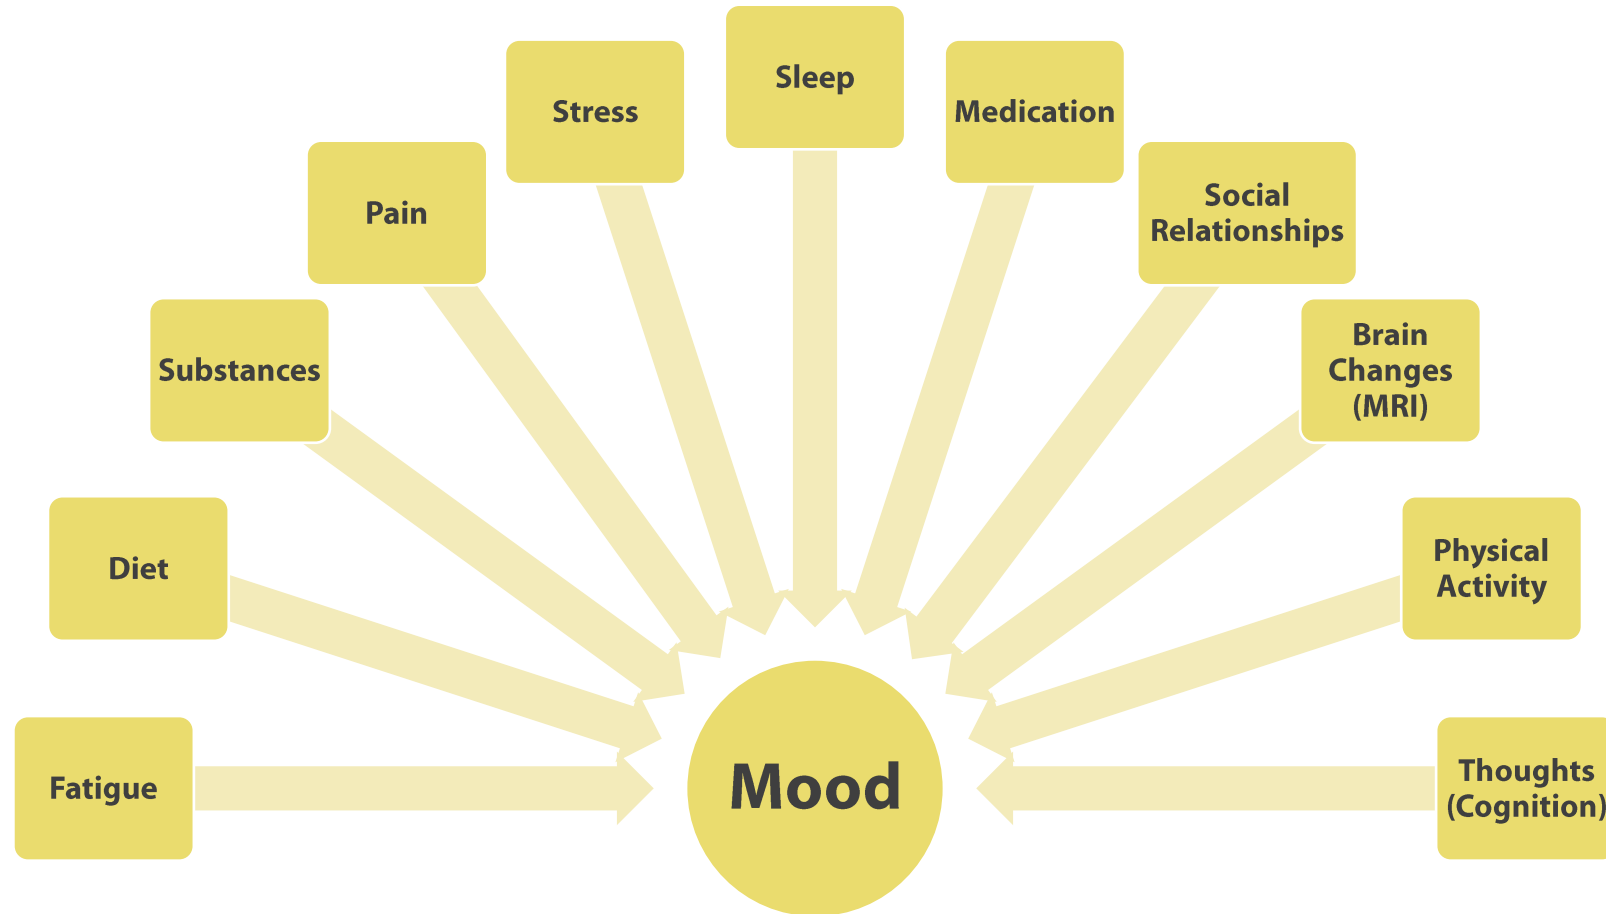 Sleep
Stress
Medication
Pain
Social
Relationships
Substances
Brain
Changes
(MRI)
Diet
Physical
Activity
Fatigue
Mood
Thoughts
(Cognition)